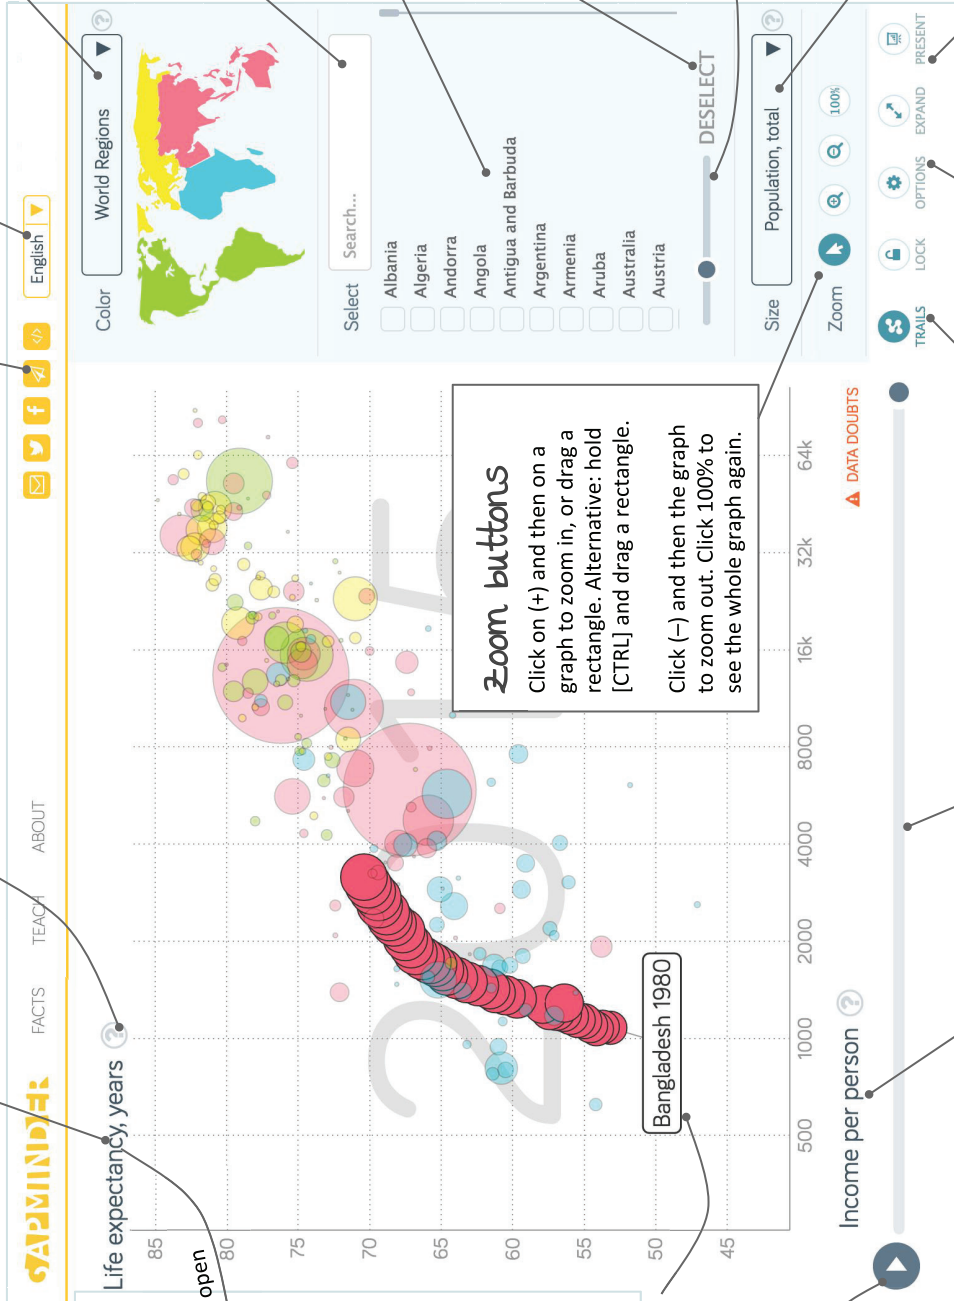 GAPMINDER
FACTS
TEACH
ABOUT
English
Life expectancy, years
?
open
85
80
75
70
65
60
55
50
45
2015
Bangladesh 1980
500
1000
2000
4000
8000
16k
32k
64k
Income per person
?
DATA DOUBTS
Zoom buttons
Click on (+) and then on a
graph to zoom in, or drag a
rectangle. Alternative: hold
[CTRL] and drag a rectangle.
Click (–) and then the graph
to zoom out. Click 100% to
see the whole graph again.
Color
World Regions
?
Select
Search...
Albania
Algeria
Andorra
Angola
Antigua and Barbuda
Argentina
Armenia
Aruba
Australia
Austria
DESELECT
Size
Population, total
?
Zoom
100%
TRAILS
LOCK
OPTIONS
EXPAND
PRESENT